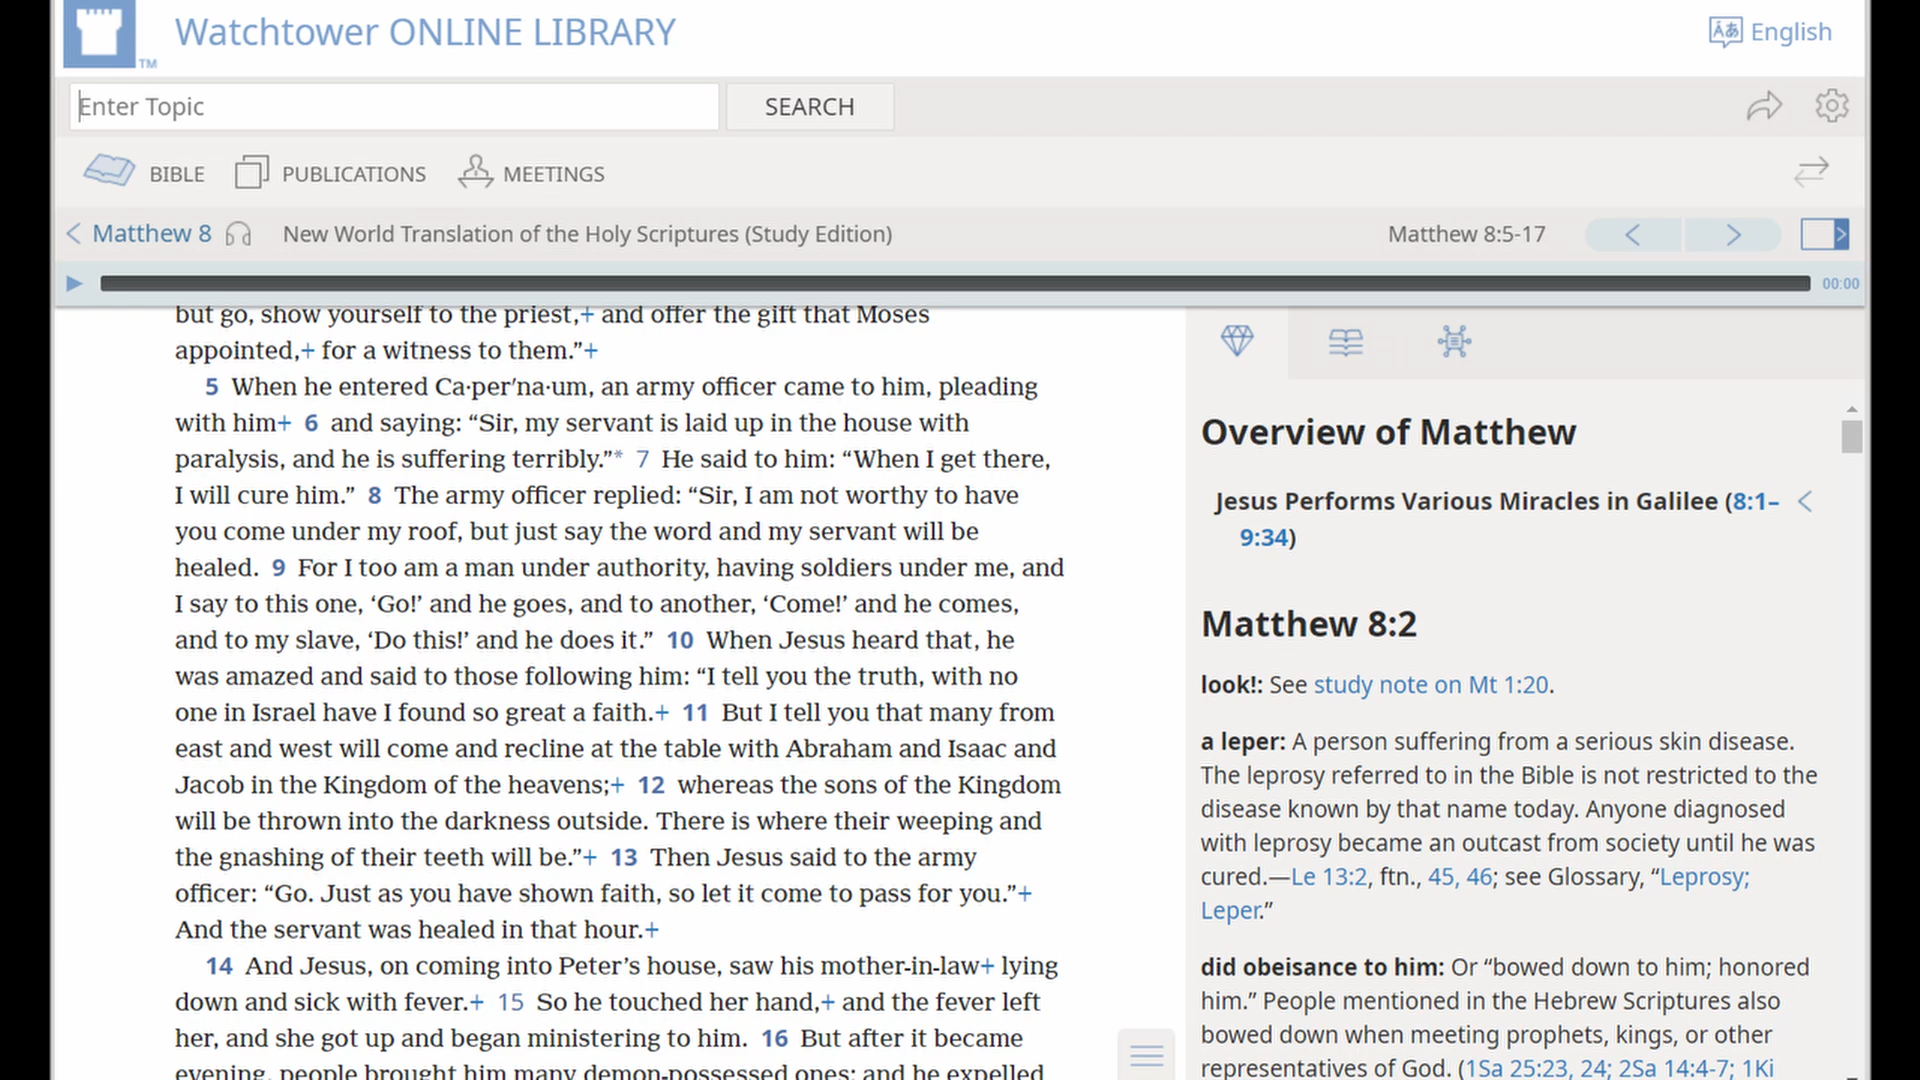 Watchtower ONLINE LIBRARY
TM
English
Enter Topic
SEARCH
BIBLE
PUBLICATIONS
MEETINGS
Matthew 8
New World Translation of the Holy Scriptures (Study Edition)
Matthew 8:5-17
00:00
but go, show yourself to the priest,+ and offer the gift that Moses
appointed,+ for a witness to them.”+
5 When he entered Ca·perʹna·um, an army officer came to him, pleading
with him+ 6 and saying: “Sir, my servant is laid up in the house with
paralysis, and he is suffering terribly.”* 7 He said to him: “When I get there,
I will cure him.” 8 The army officer replied: “Sir, I am not worthy to have
you come under my roof, but just say the word and my servant will be
healed. 9 For I too am a man under authority, having soldiers under me, and
I say to this one, ‘Go!’ and he goes, and to another, ‘Come!’ and he comes,
and to my slave, ‘Do this!’ and he does it.” 10 When Jesus heard that, he
was amazed and said to those following him: “I tell you the truth, with no
one in Israel have I found so great a faith.+ 11 But I tell you that many from
east and west will come and recline at the table with Abraham and Isaac and
Jacob in the Kingdom of the heavens;+ 12 whereas the sons of the Kingdom
will be thrown into the darkness outside. There is where their weeping and
the gnashing of their teeth will be.”+ 13 Then Jesus said to the army
officer: “Go. Just as you have shown faith, so let it come to pass for you.”+
And the servant was healed in that hour.+
14 And Jesus, on coming into Peter’s house, saw his mother-in-law+ lying
down and sick with fever.+ 15 So he touched her hand,+ and the fever left
her, and she got up and began ministering to him. 16 But after it became
evening, people brought him many demon-possessed ones; and he expelled
Overview of Matthew
Jesus Performs Various Miracles in Galilee (8:1–
9:34)
Matthew 8:2
look!: See study note on Mt 1:20.
a leper: A person suffering from a serious skin disease.
The leprosy referred to in the Bible is not restricted to the
disease known by that name today. Anyone diagnosed
with leprosy became an outcast from society until he was
cured.—Le 13:2, ftn., 45, 46; see Glossary, “Leprosy;
Leper.”
did obeisance to him: Or “bowed down to him; honored
him.” People mentioned in the Hebrew Scriptures also
bowed down when meeting prophets, kings, or other
representatives of God. (1Sa 25:23, 24; 2Sa 14:4-7; 1Ki